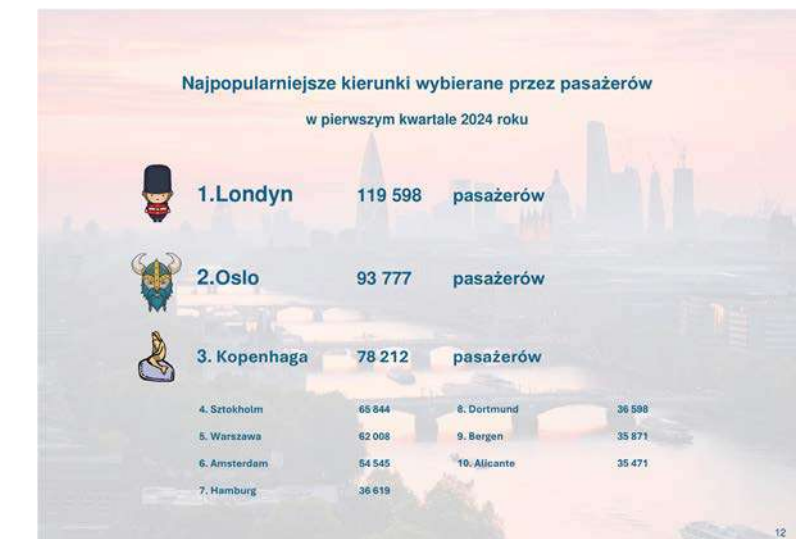 Najpopularniejsze kierunki wybierane przez pasażerów
w pierwszym kwartale 2024 roku
1.Londyn 119 598 pasażerów
2.Oslo 93 777 pasażerów
3. Kopenhaga 78 212 pasażerów
4. Sztokholm 65 844
5. Warszawa 62 008
6. Amsterdam 54 545
7. Hamburg 36 619
8. Dortmund 36 598
9. Bergen 35 871
10. Alicante 35 471
12